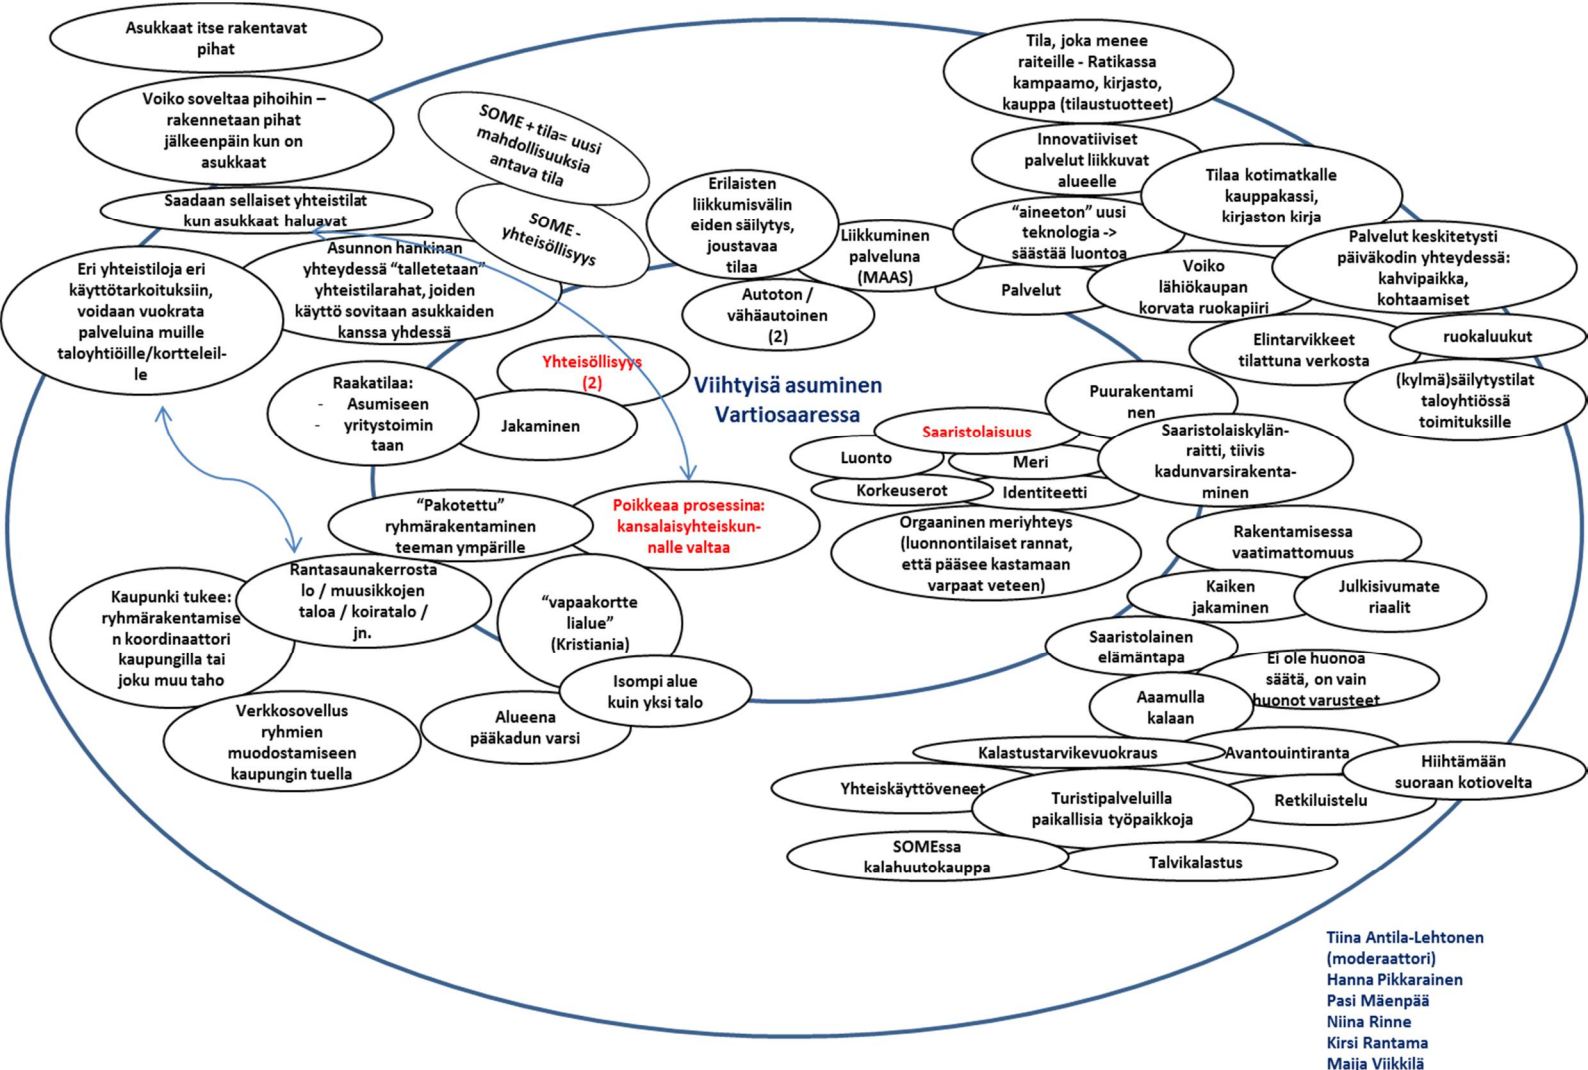 Asukkaat itse rakentavat
pihat
Voiko soveltaa pihoihin –
rakennetaan pihat
jälkeenpäin kun on
asukkaat
Saadaan sellaiset yhteistilat
kun asukkaat haluavat
Eri yhteistiloja eri
käyttötarkoituksiin,
voidaan vuokrata
palveluina muille
taloyhtiöille/kortteleil-
le
Asunnon hankinan
yhteydessä “talletetaan”
yhteistilarahat, joiden
käyttö sovitaan asukkaiden
kanssa yhdessä
SOME + tila= uusi
mahdollisuuksia
antava tila
SOME -
yhteisöllisyys
Erilaisten
liikkumisvälin
eiden säilytys,
joustavaa
tilaa
Liikkuminen
palveluna
(MAAS)
Autoton /
vähäautoinen
(2)
Tila, joka menee
raiteille - Ratikassa
kampaamo, kirjasto,
kauppa (tilaustuotteet)
Innovatiiviset
palvelut liikkuvat
alueelle
Tilaa kotimatkalle
kauppakassi,
kirjaston kirja
“aineeton” uusi
teknologia ->
säästää luontoa
Palvelut
Voiko
lähiökaupan
korvata ruokapiiri
Palvelut keskitetysti
päiväkodin yhteydessä:
kahvipaikka,
kohtaamiset
Elintarvikkeet
tilattuna verkosta
ruokaluukut
(kylmä)säilytystilat
taloyhtiössä
toimituksille
Yhteisöllisyys
(2)
Viihtyisä asuminen
Vartiosaaressa
Raakatilaa:
- Asumiseen
- yritystoimin
taan
Jakaminen
Puurakentami
nen
Saaristolaisuus
Luonto
Meri
Korkeuserot
Identiteetti
Saaristolaiskylän-
raitti, tiivis
kadunvarsirakenta-
minen
Orgaaninen meriyhteys
(luonnontilaiset rannat,
että pääsee kastamaan
varpaat veteen)
“Pakotettu”
ryhmärakentaminen
teeman ympärille
Poikkeaa prosessina:
kansalaisyhteiskun-
nalle valtaa
Rakentamisessa
vaatimattomuus
Kaiken
jakaminen
Julkisivumate
riaalit
Rantasaunakerrosta
lo / muusikkojen
taloa / koiratalo /
jn.
Kaupunki tukee:
ryhmärakentamise
n koordinaattori
kaupungilla tai
joku muu taho
“vapaakortte
lialue”
(Kristiania)
Isompi alue
kuin yksi talo
Alueena
pääkadun varsi
Verkkosovellus
ryhmien
muodostamiseen
kaupungin tuella
Saaristolainen
elämäntapa
Ei ole huonoa
säätä, on vain
huonot varusteet
Aaamulla
kalaan
Kalastustarvikevuokraus
Avantouintiranta
Hiihtämään
suoraan kotiovelta
Yhteiskäyttöveneet
Turistipalveluilla
paikallisia työpaikkoja
Retkiluistelu
SOMEssa
kalahuutokauppa
Talvikalastus
Tiina Antila-Lehtonen
(moderaattori)
Hanna Pikkarainen
Pasi Mäenpää
Niina Rinne
Kirsi Rantama
Maija Viikkilä